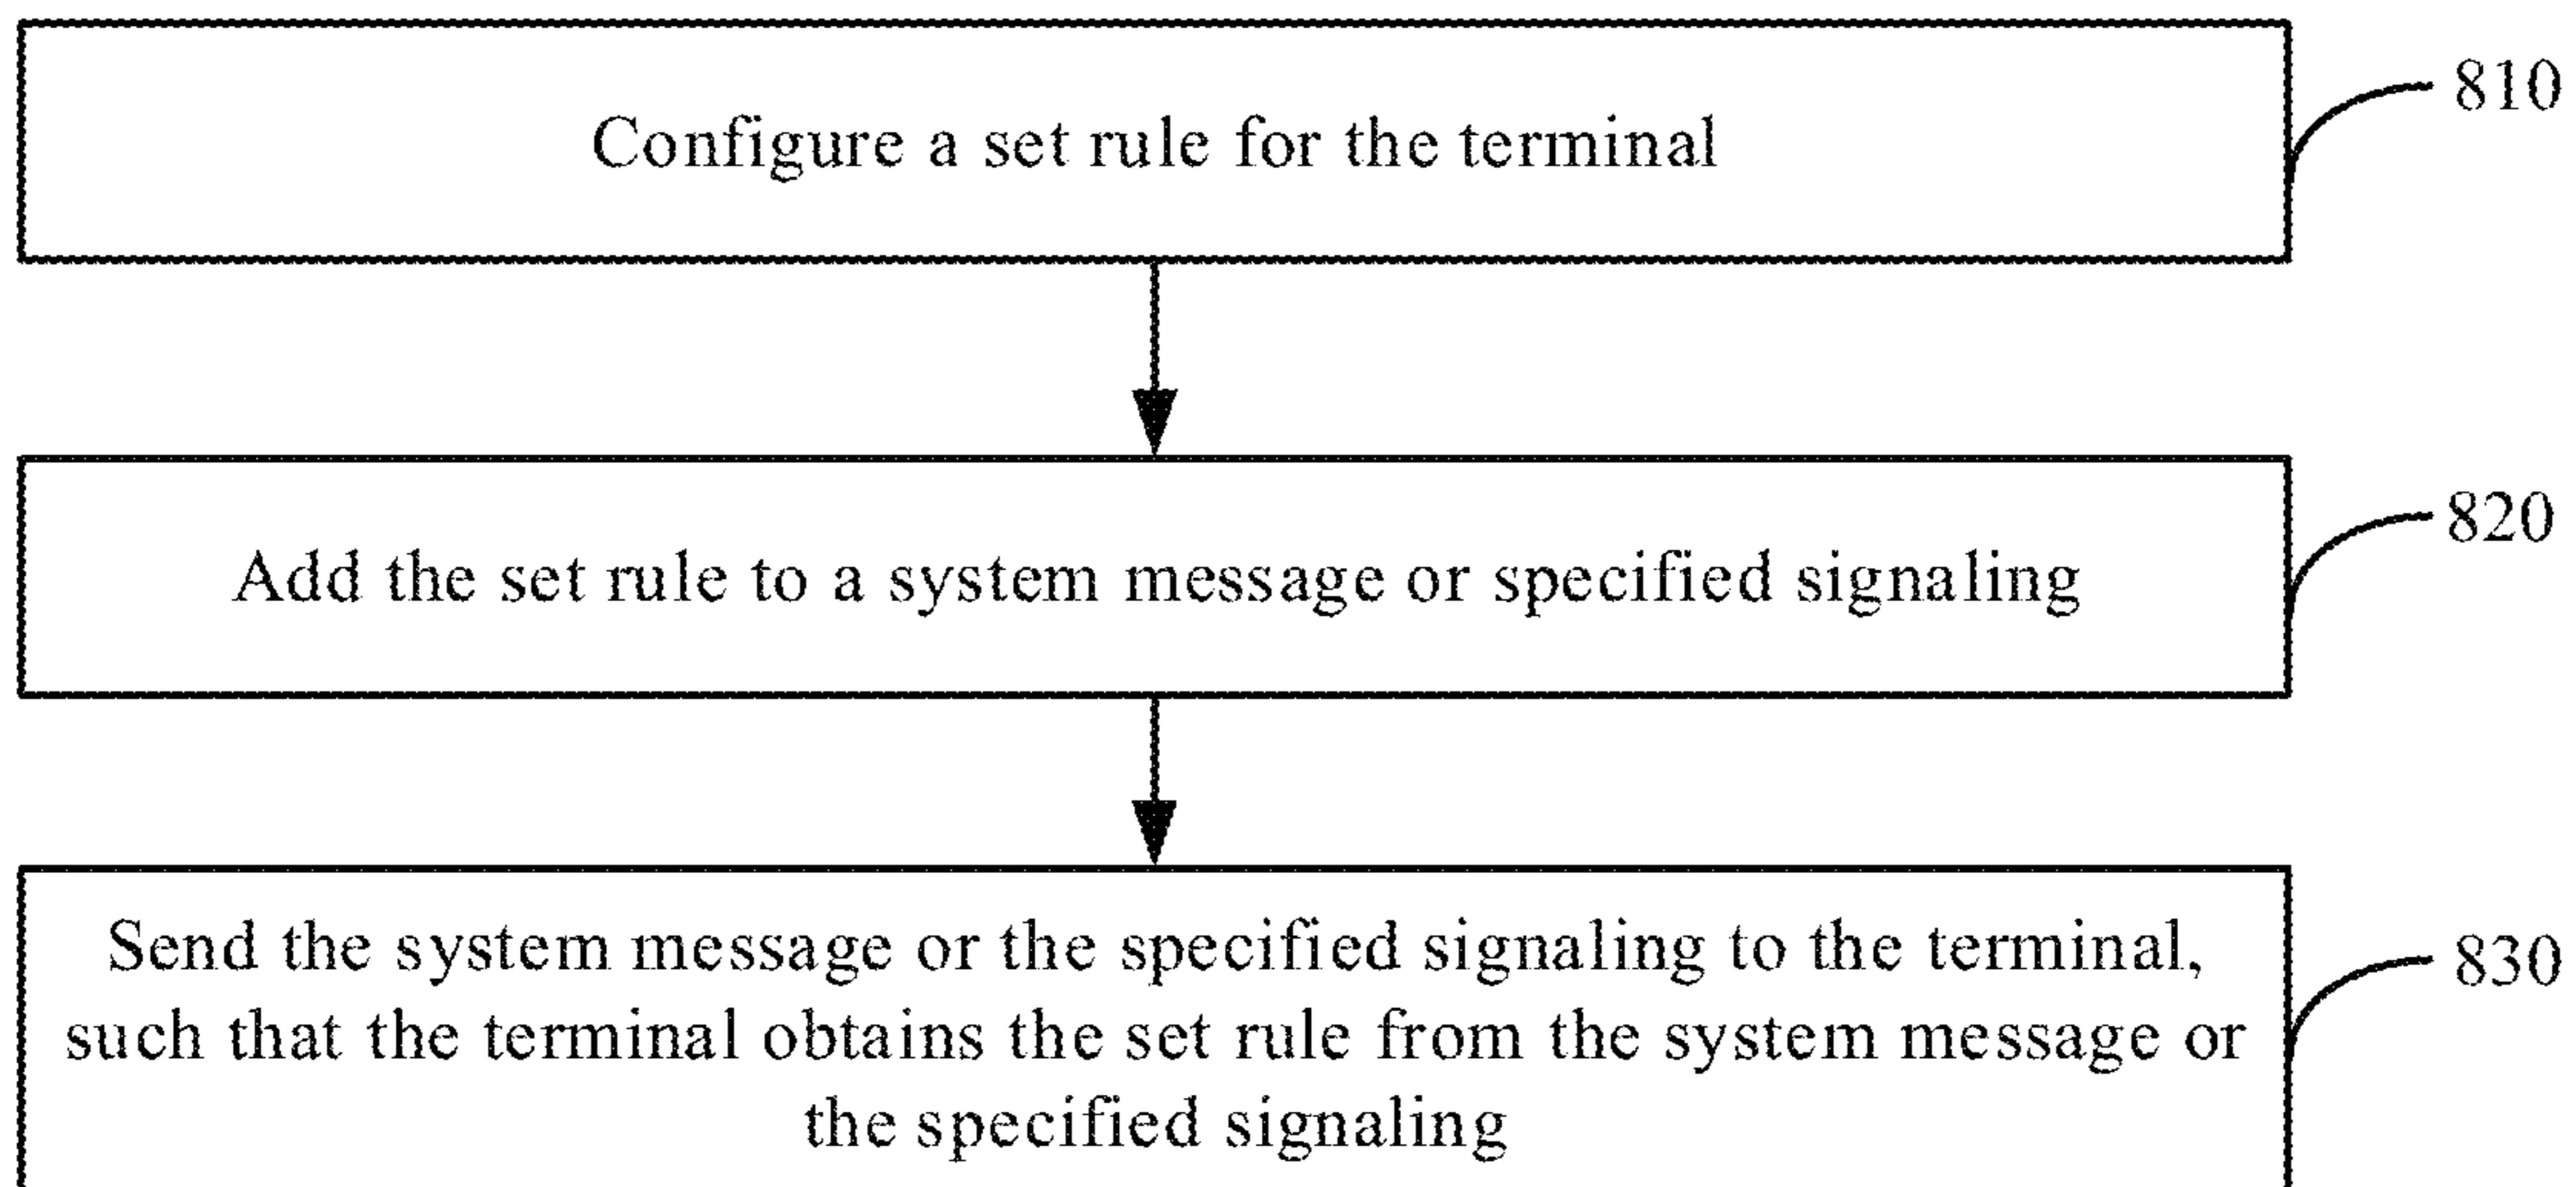 Configure a set rule for the terminal
810
Add the set rule to a system message or specified signaling
820
Send the system message or the specified signaling to the terminal,
such that the terminal obtains the set rule from the system message or
the specified signaling
830